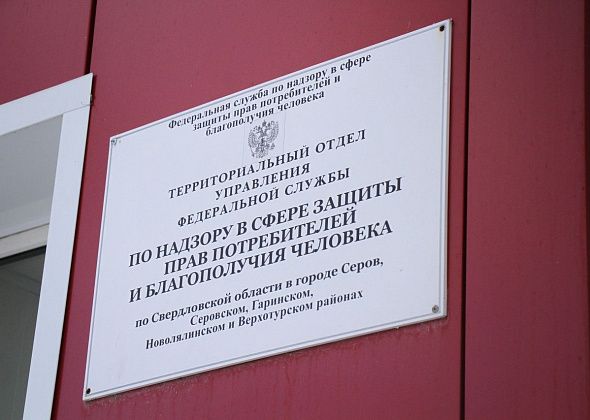 Федеральная служба по надзору в сфере
защиты прав потребителей и
благополучия человека
ТЕРРИТОРИАЛЬНЫЙ ОТДЕЛ
УПРАВЛЕНИЯ
ФЕДЕРАЛЬНОЙ СЛУЖБЫ
ПО НАДЗОРУ В СФЕРЕ ЗАЩИТЫ
ПРАВ ПОТРЕБИТЕЛЕЙ
И БЛАГОПОЛУЧИЯ ЧЕЛОВЕКА
по Свердловской области в городе Серов,
Серовском, Гаринском,
Новолялинском и Верхотурском районах